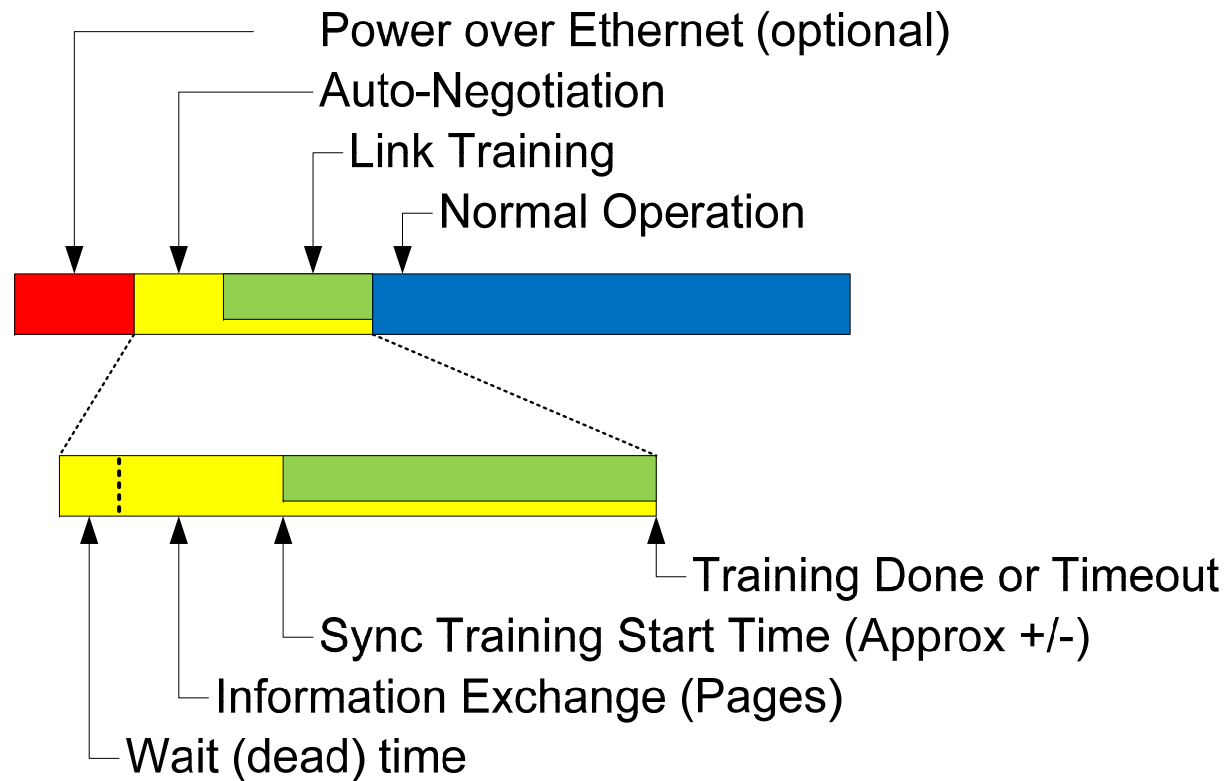 Power over Ethernet (optional)
Auto-Negotiation
Link Training
Normal Operation
Training Done or Timeout
Sync Training Start Time (Approx +/-)
Information Exchange (Pages)
Wait (dead) time